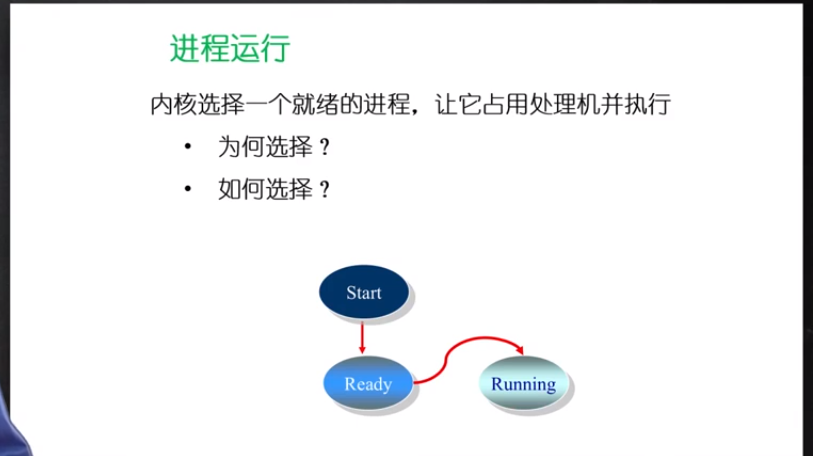 进程运行
内核选择一个就绪的进程，让它占用处理机并执行
• 为何选择？
• 如何选择？
Start
Ready
Running